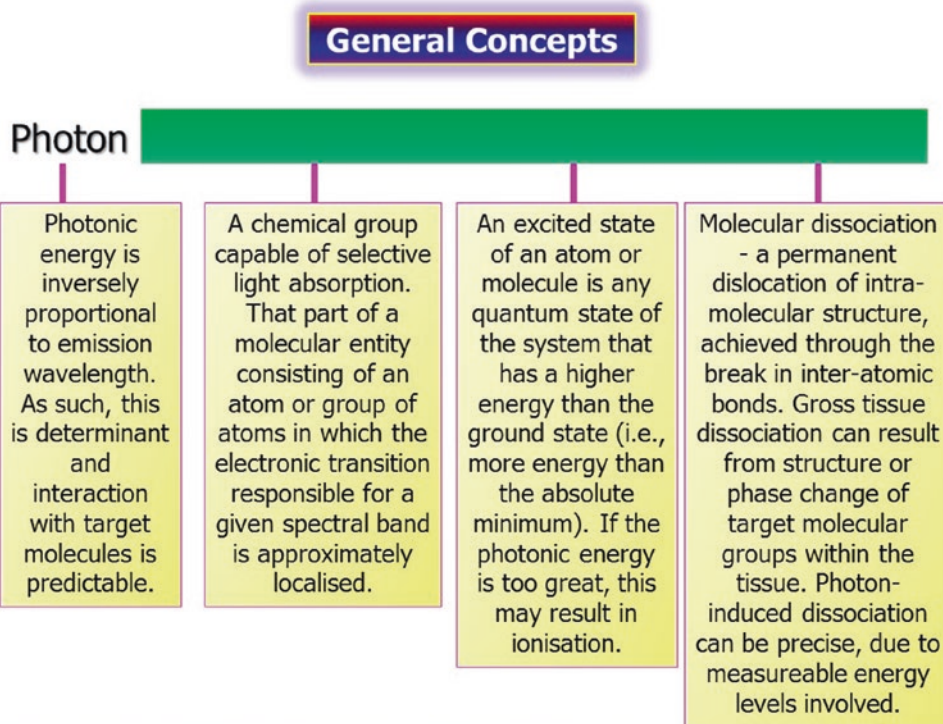 General Concepts
Photon
Photonic
energy is
inversely
proportional
to emission
wavelength.
As such, this
is determinant
and
interaction
with target
molecules is
predictable.
A chemical group
capable of selective
light absorption.
That part of a
molecular entity
consisting of an
atom or group of
atoms in which the
electronic transition
responsible for a
given spectral band
is approximately
localised.
An excited state
of an atom or
molecule is any
quantum state of
the system that
has a higher
energy than the
ground state (i.e.,
more energy than
the absolute
minimum). If the
photonic energy
is too great, this
may result in
ionisation.
Molecular dissociation
- a permanent
dislocation of intra-
molecular structure,
achieved through the
break in inter-atomic
bonds. Gross tissue
dissociation can result
from structure or
phase change of
target molecular
groups within the
tissue. Photon-
induced dissociation
can be precise, due to
measureable energy
levels involved.